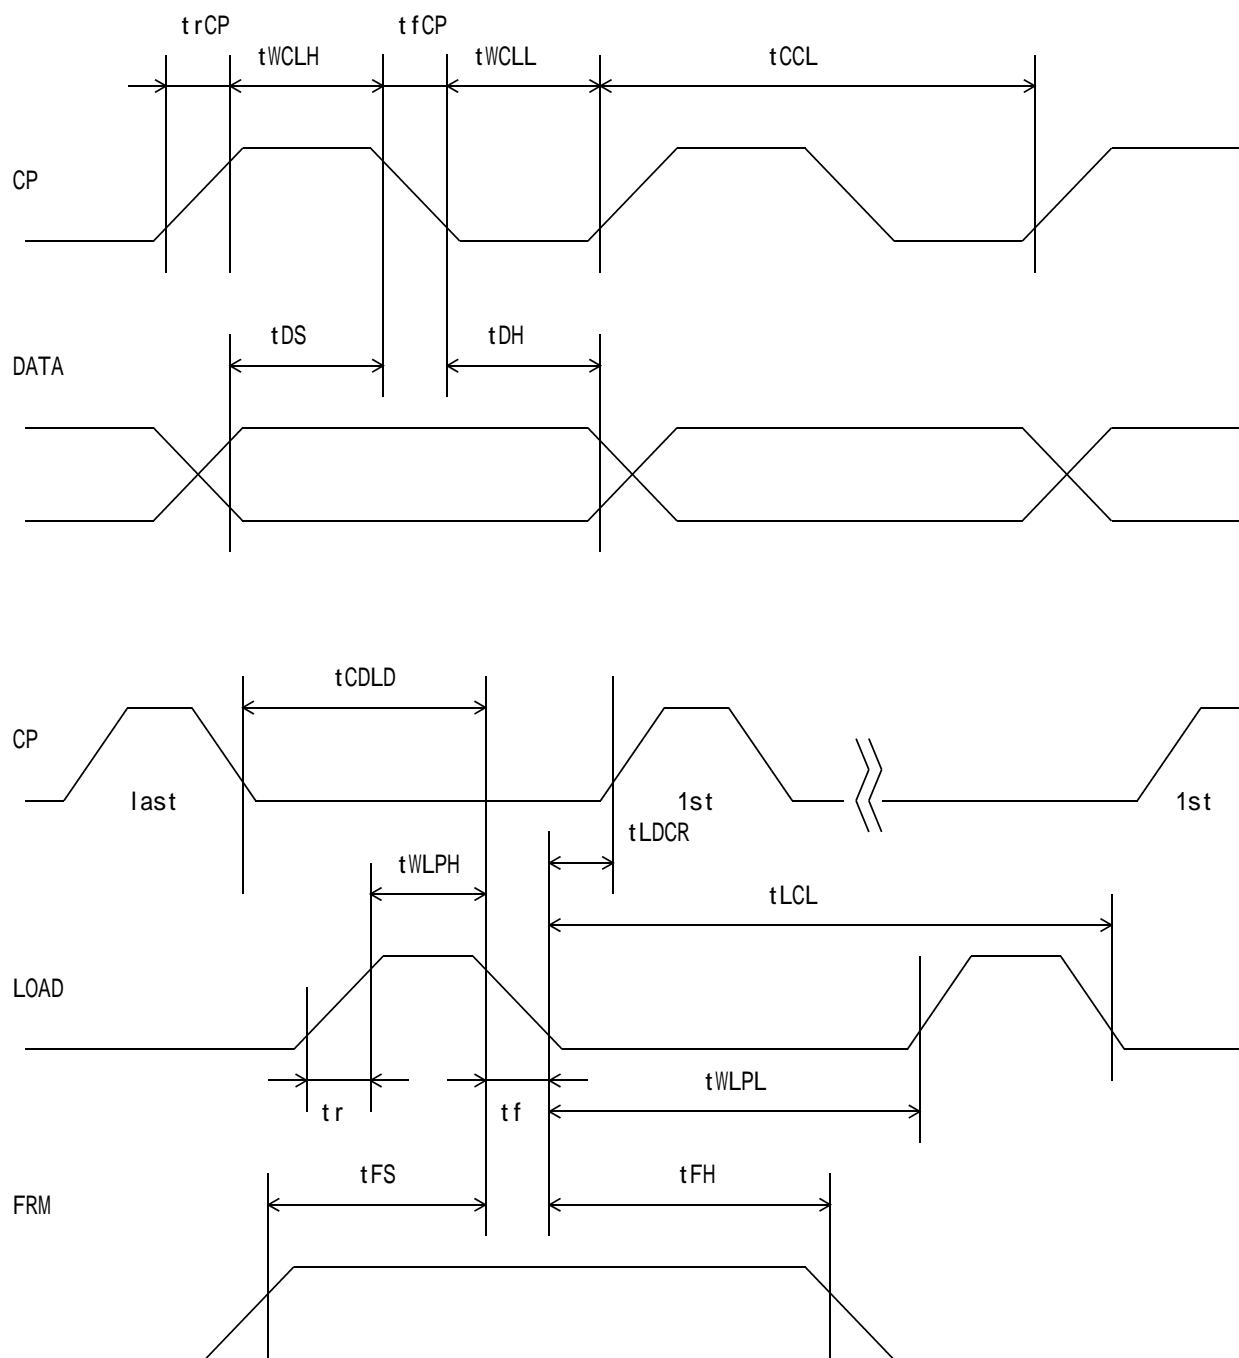 trCP tfCP
tWCLH tWCLL tCCL
CP
tDS tDH
DATA
tCDLD
CP
last 1st 1st
tLDCR
tWLPH
tLCL
LOAD
tWLPL
tr tf
tFS tFH
FRM